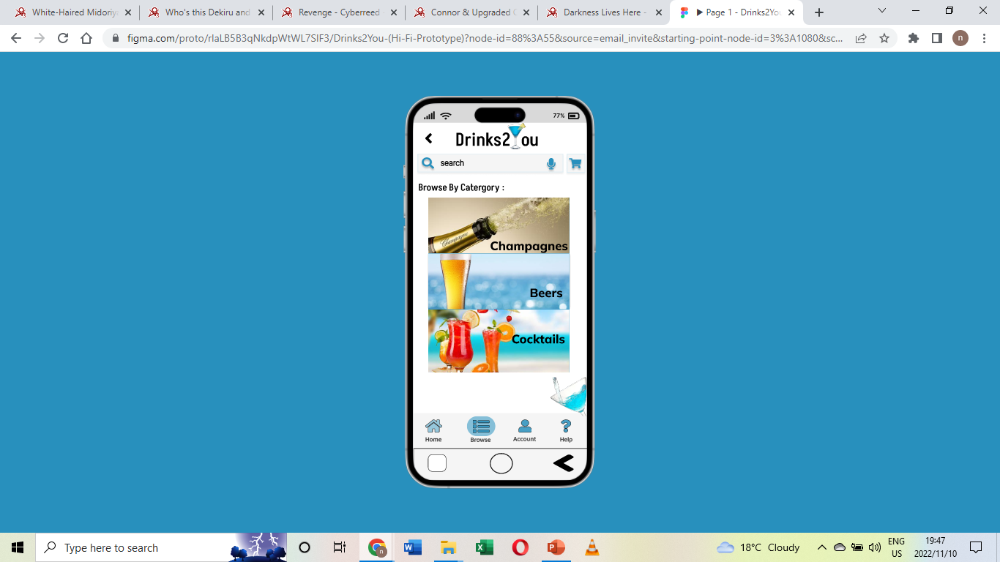 White-Haired Midoriy
Who's this Dekiru and
Revenge - Cyberreed
Connor & Upgraded C
Darkness Lives Here -
Page 1 - Drinks2You
figma.com/proto/rlaLB5B3qNkdpWtWL7SIF3/Drinks2You-(Hi-Fi-Prototype)?node-id=88%3A55&source=email_invite&starting-point-node-id=3%3A1080&sc...
n
77%
Drinks2You
search
Browse By Catergory :
Champagne
Champagnes
Beers
Cocktails
Home
Browse
Account
Help
Type here to search
n
18°C Cloudy
ENG
US
19:47
2022/11/10